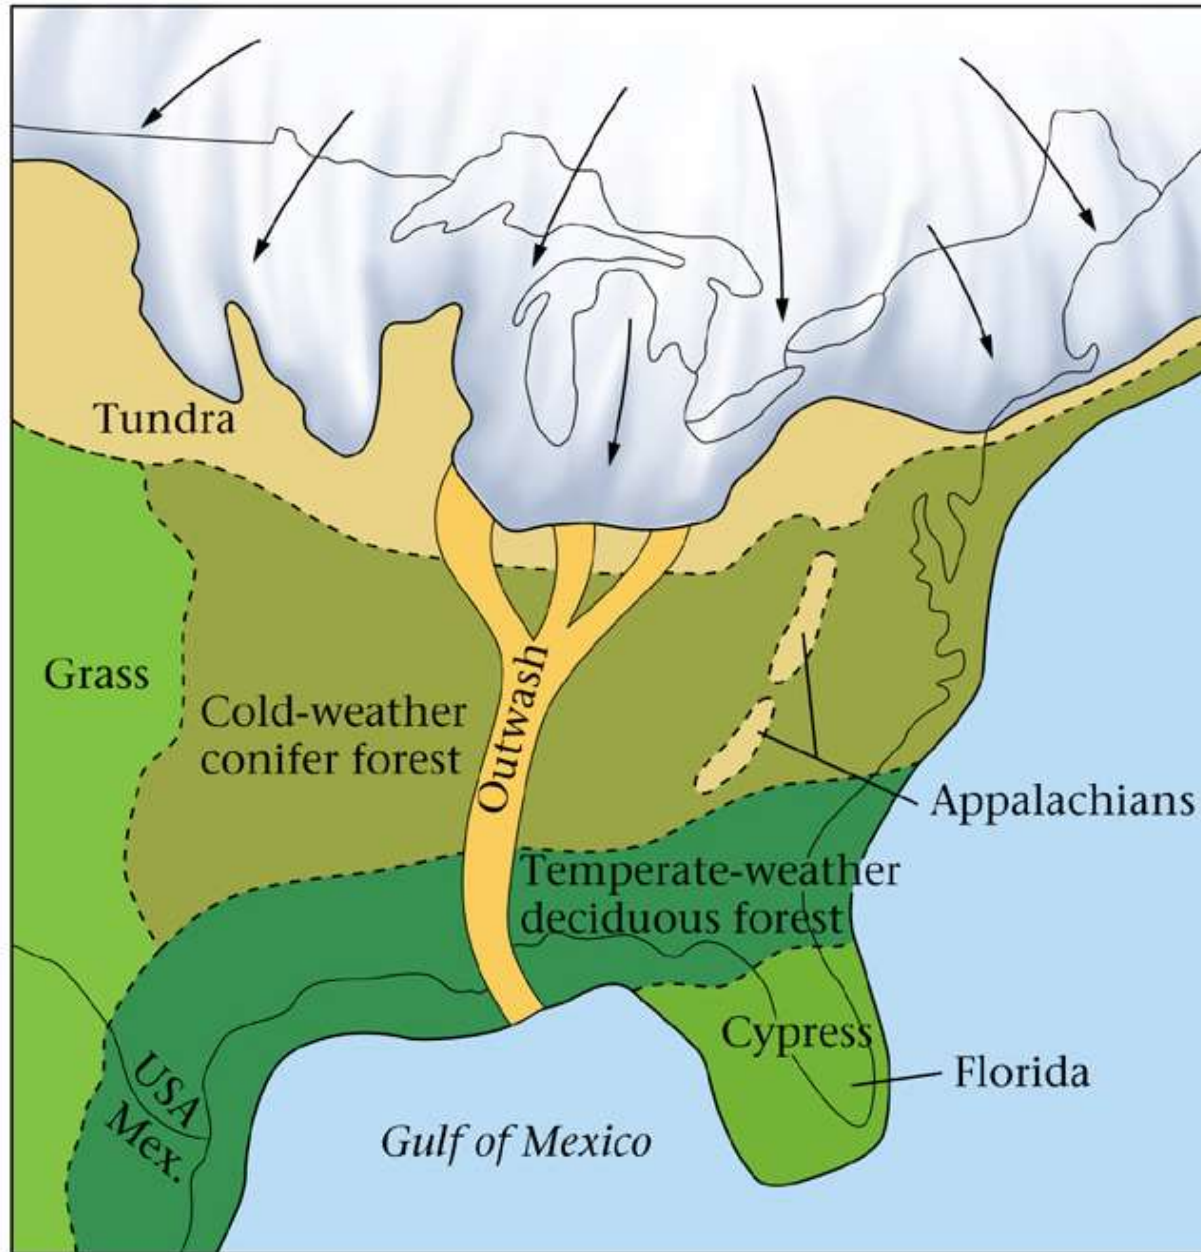 Tundra
Grass
Cold-weather
conifer forest
Outwash
Appalachians
Temperate-weather
deciduous forest
Cypress
Florida
USA
Mex.
Gulf of Mexico